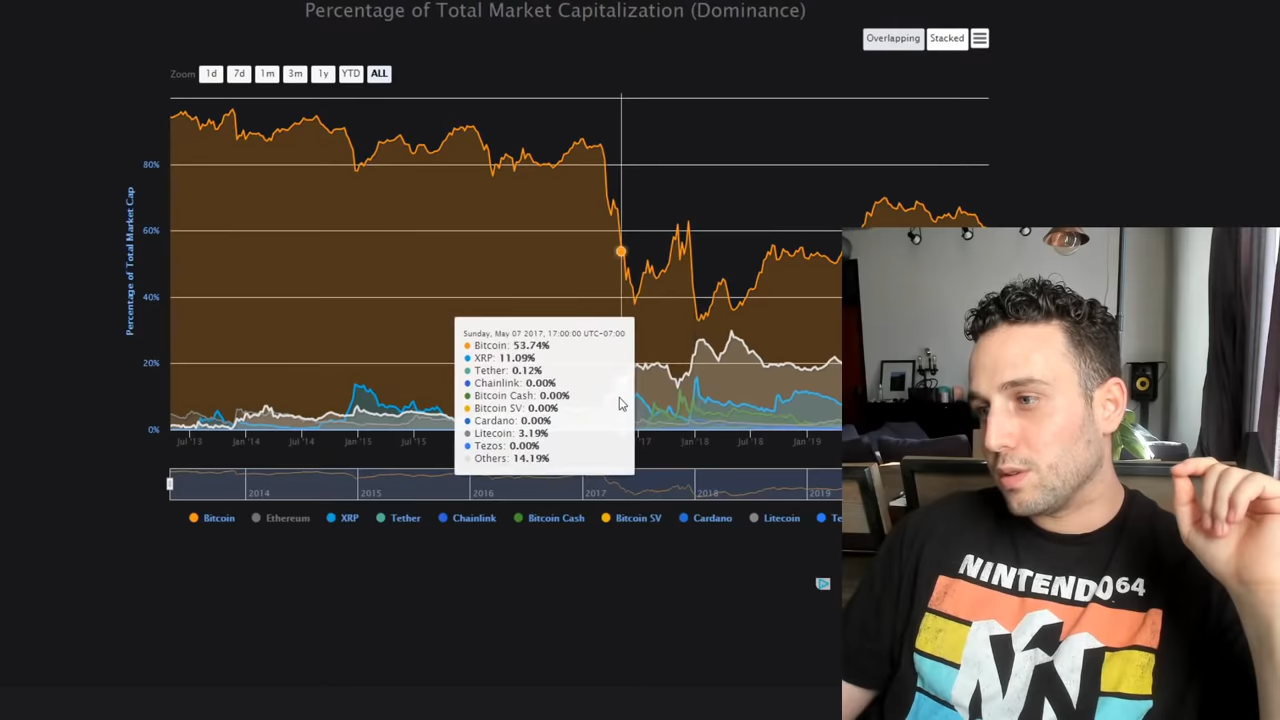 Percentage of Total Market Capitalization (Dominance)
Overlapping Stacked
Zoom 1d 7d 1m 3m 1y YTD ALL
Percentage of Total Market Cap
80%
60%
40%
20%
0%
Sunday, May 07 2017, 17:00:00 UTC-07:00
Bitcoin: 53.74%
XRP: 11.09%
Tether: 0.12%
Chainlink: 0.00%
Bitcoin Cash: 0.00%
Bitcoin SV: 0.00%
Cardano: 0.00%
Litecoin: 3.19%
Tezos: 0.00%
Others: 14.19%
Jul '13 Jan '14 Jul '14 Jan '15 Jul '15 '17 Jan '18 Jul '18 Jan '19
2014 2015 2016 2017 2018 2019
Bitcoin Ethereum XRP Tether Chainlink Bitcoin Cash Bitcoin SV Cardano Litecoin Te
NINTENDO64